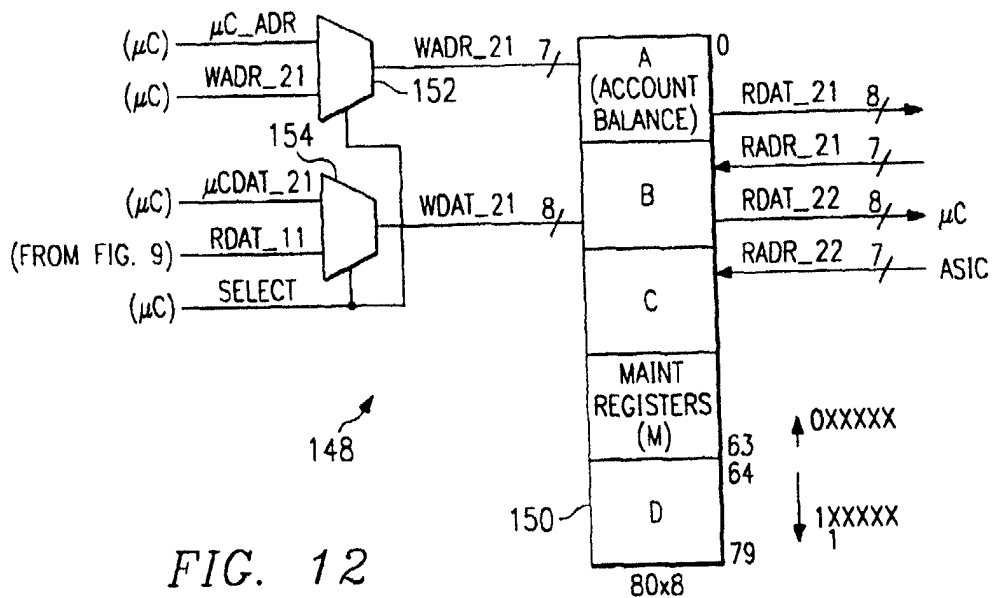 (μC) μC_ADR
(μC) WADR_21
152
WADR_21 7
154
(μC) μCDAT_21
(FROM FIG. 9) RDAT_11
(μC) SELECT
WDAT_21 8
148
A
(ACCOUNT
BALANCE)
0
B
C
MAINT
REGISTERS
(M)
63
64
D
79
150
80x8
RDAT_21 8
RADR_21 7
RDAT_22 8 μC
RADR_22 7 ASIC
0XXXXX
1XXXXX
1
FIG. 12